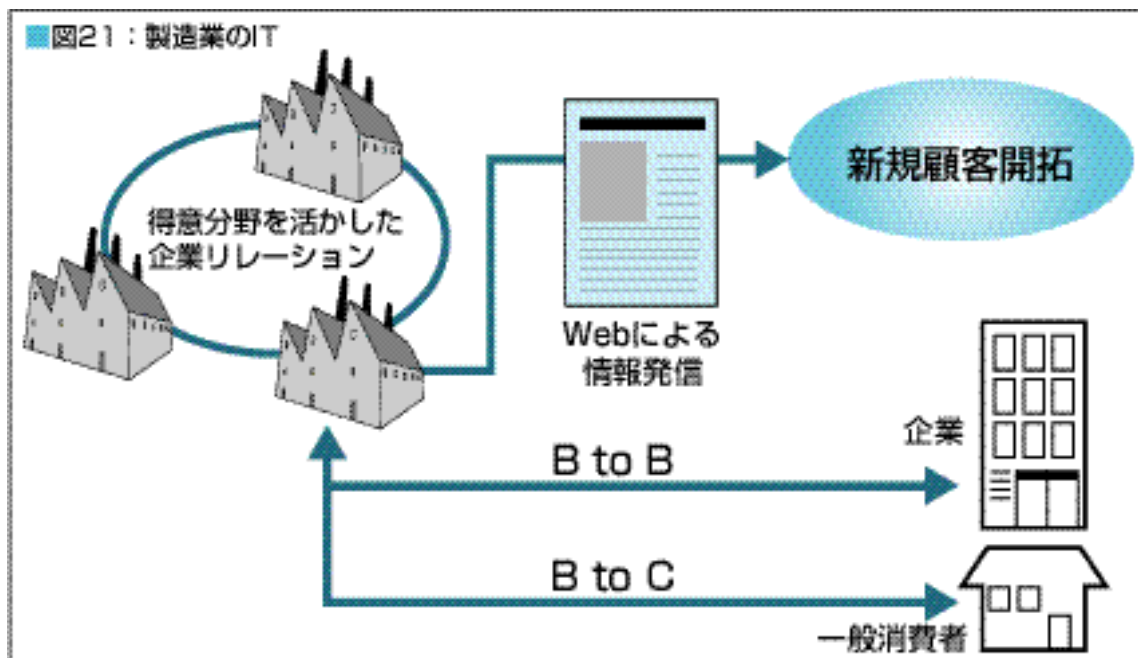 図21：製造業のIT
得意分野を活かした
企業リレーション
Webによる
情報発信
新規顧客開拓
企業
B to B
B to C
一般消費者